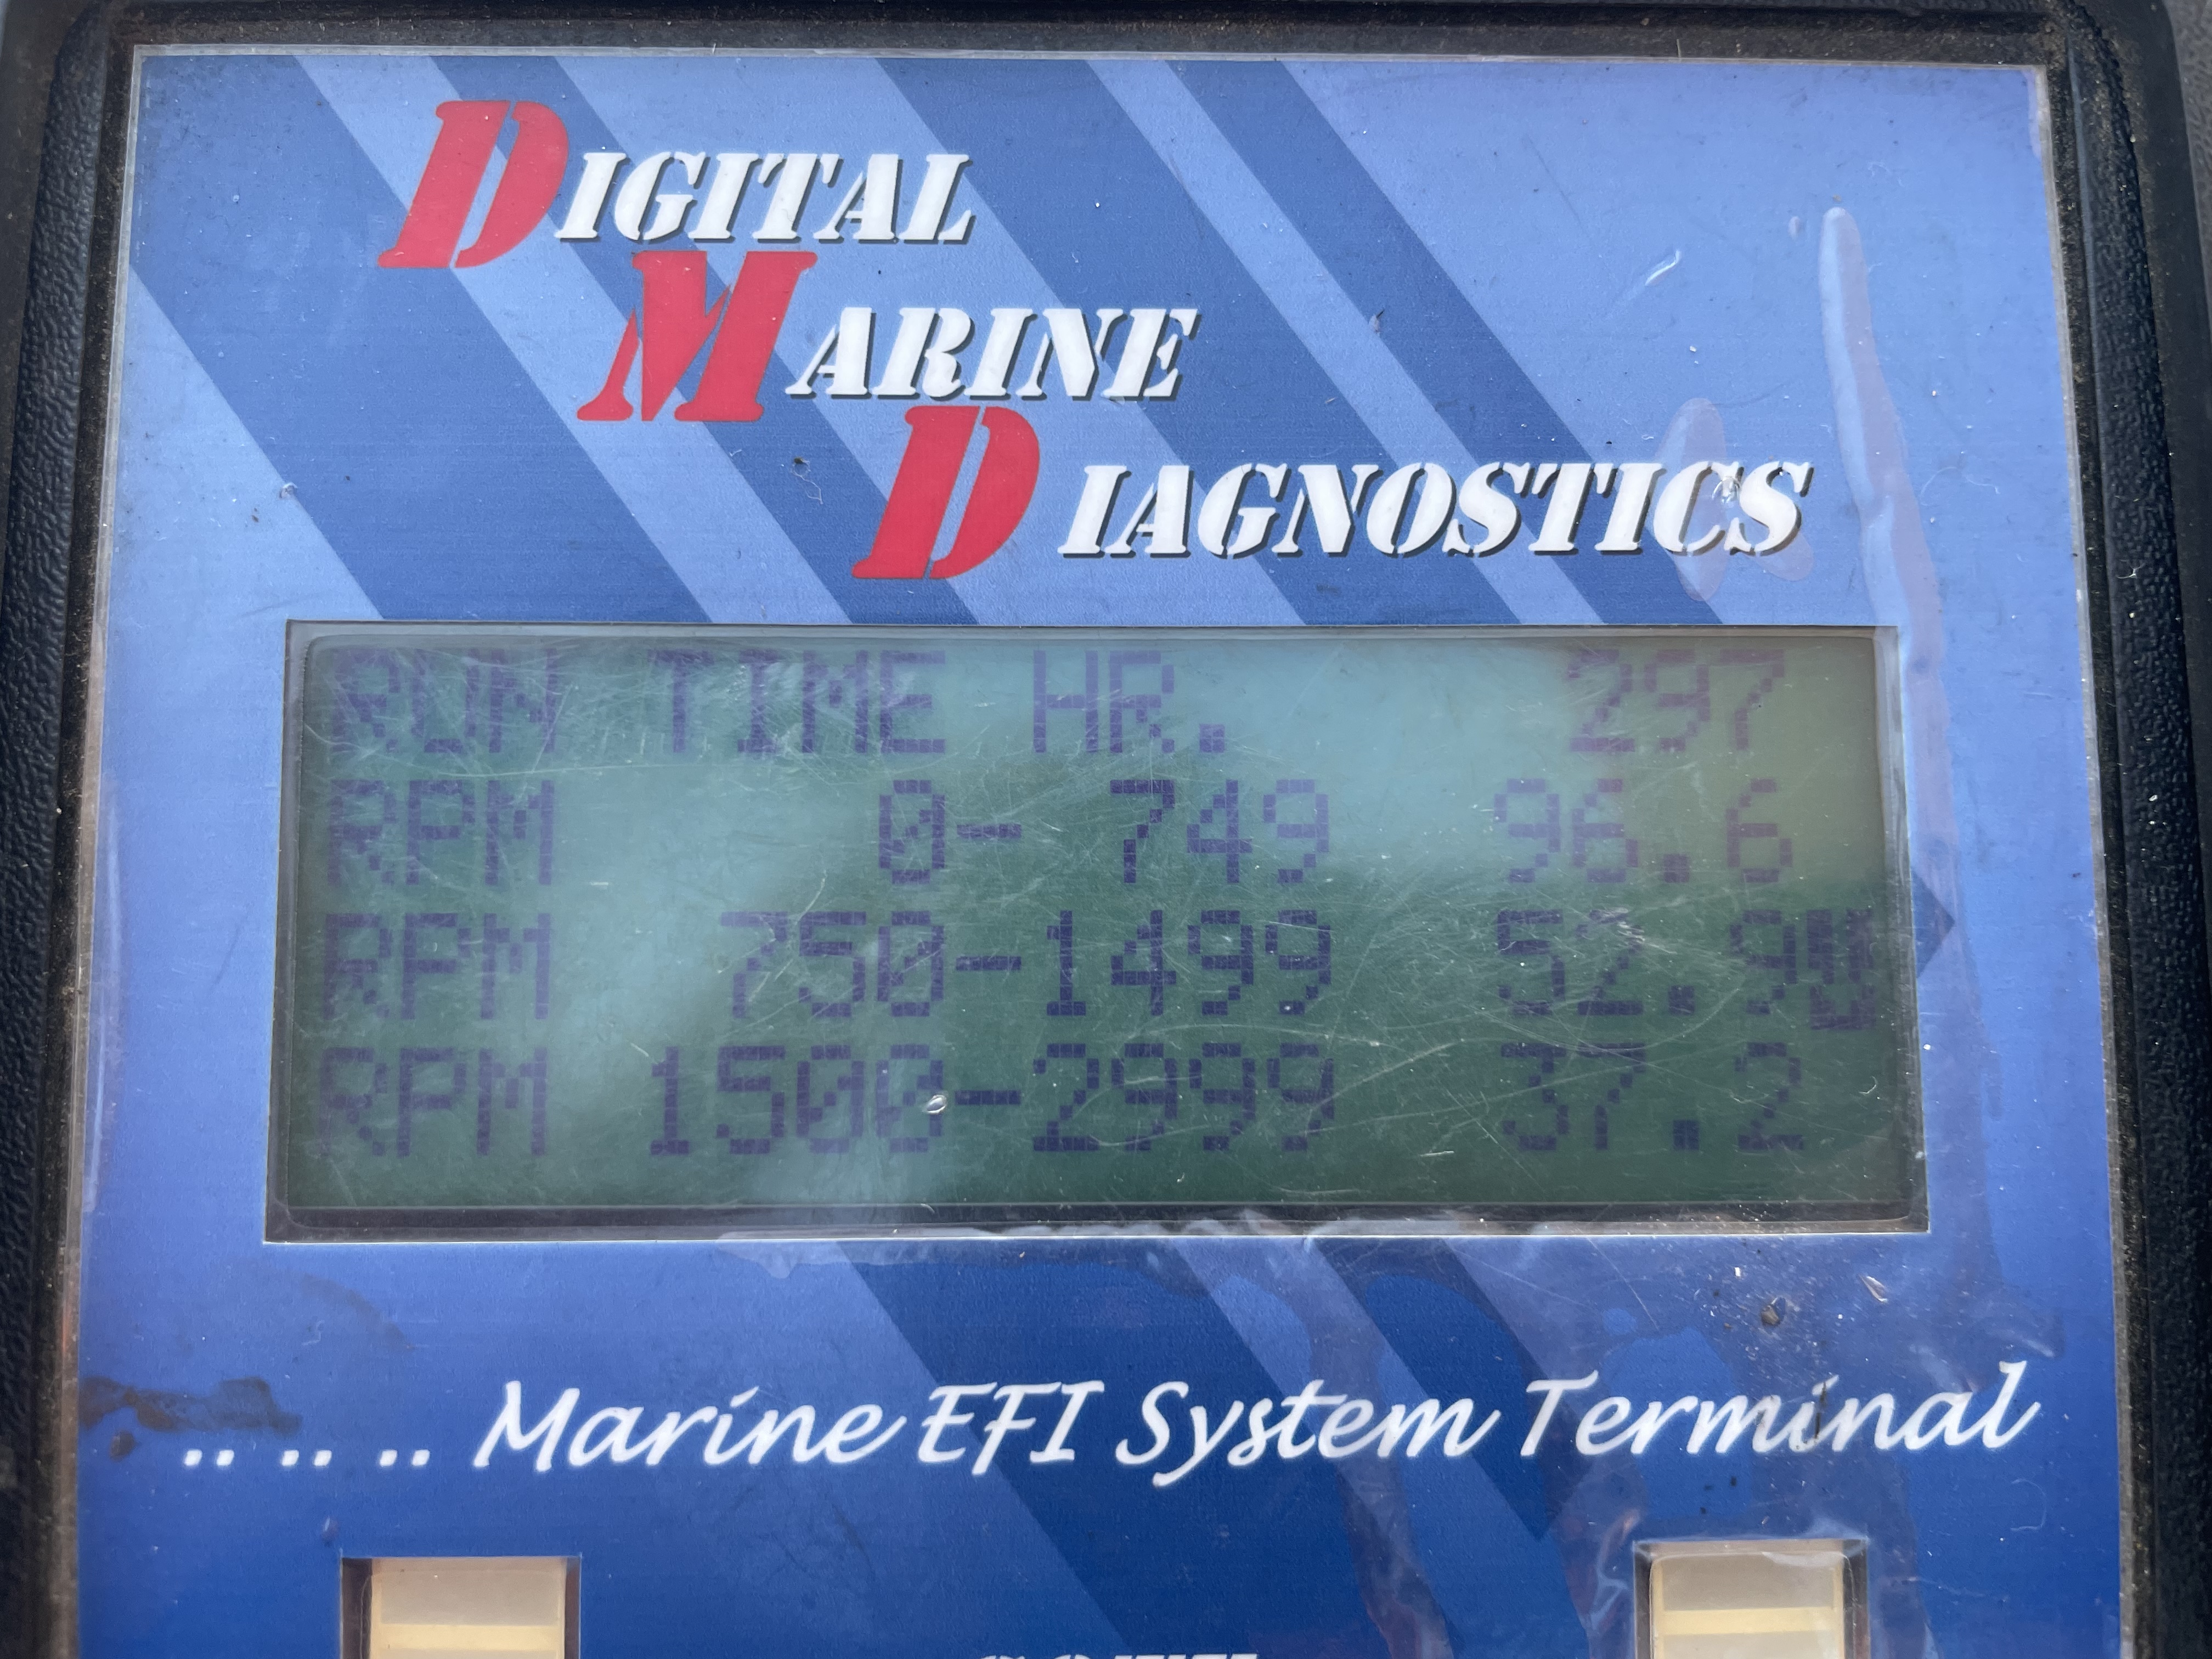 DIGITAL
MARINE
DIAGNOSTICS
RUN TIME HR. 297
RPM 0- 749 96.6
RPM 750-1499 52.9
RPM 1500-2999 37.2
.. .. .. Marine EFI System Terminal